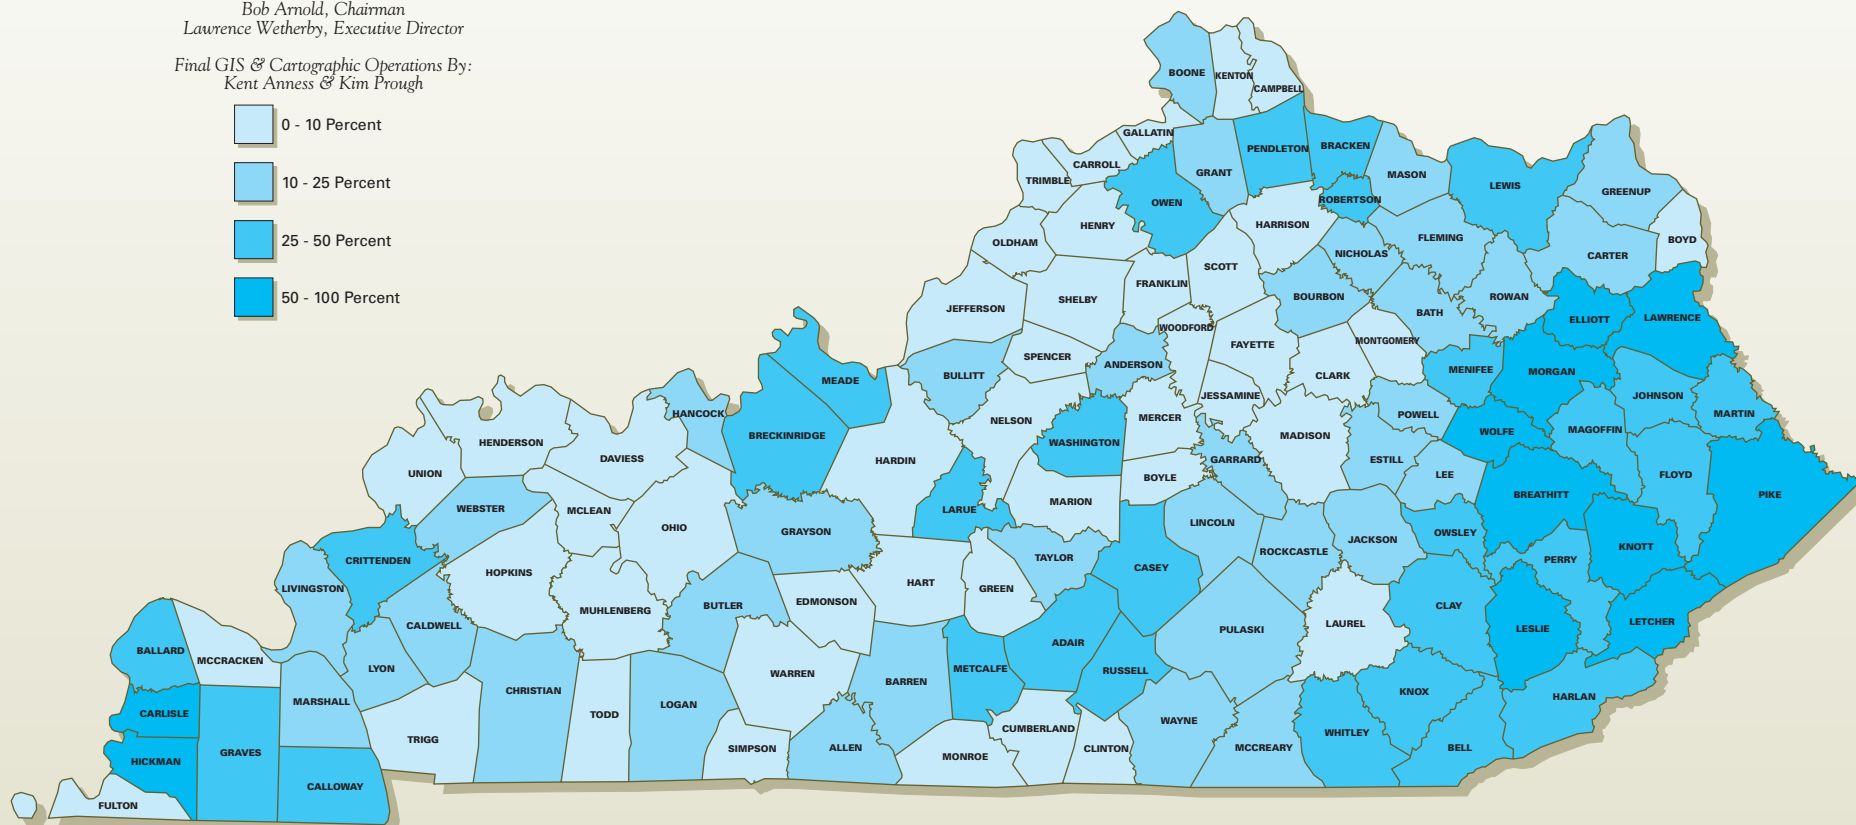 Bob Arnold, Chairman
Lawrence Wetherby, Executive Director
Final GIS & Cartographic Operations By:
Kent Anness & Kim Prough
0 - 10 Percent
10 - 25 Percent
25 - 50 Percent
50 - 100 Percent
BOONE
KENTON
CAMPBELL
GALLATIN
PENDLETON
BRACKEN
CARROLL
GRANT
MASON
TRIMBLE
LEWIS
GREENUP
OWEN
ROBERTSON
HENRY
HARRISON
OLDHAM
FLEMING
BOYD
NICHOLAS
CARTER
SCOTT
FRANKLIN
SHELBY
BOURBON
ROWAN
JEFFERSON
BATH
ELLIOTT
LAWRENCE
WOODFORD
FAYETTE
MONTGOMERY
SPENCER
ANDERSON
BULLITT
CLARK
MENIFEE
MORGAN
MEADE
JESSAMINE
JOHNSON
HANCOCK
MARTIN
NELSON
MERCER
POWELL
BRECKINRIDGE
WASHINGTON
MADISON
WOLFE
MAGOFFIN
HENDERSON
DAVIESS
HARDIN
GARRARD
ESTILL
UNION
LEE
FLOYD
BOYLE
BREATHITT
PIKE
MARION
WEBSTER
MCLEAN
LARUE
OHIO
GRAYSON
LINCOLN
OWSLEY
JACKSON
ROCKCASTLE
KNOTT
CRITTENDEN
TAYLOR
PERRY
CASEY
HOPKINS
HART
LIVINGSTON
GREEN
MUHLENBERG
BUTLER
EDMONSON
CLAY
CALDWELL
LAUREL
LETCHER
PULASKI
LESLIE
ADAIR
BALLARD
MCCRACKEN
LYON
METCALFE
RUSSELL
WARREN
BARREN
CHRISTIAN
KNOX
HARLAN
MARSHALL
LOGAN
CARLISLE
TODD
WAYNE
CUMBERLAND
WHITLEY
TRIGG
SIMPSON
ALLEN
CLINTON
MCCREARY
BELL
GRAVES
MONROE
HICKMAN
CALLOWAY
FULTON